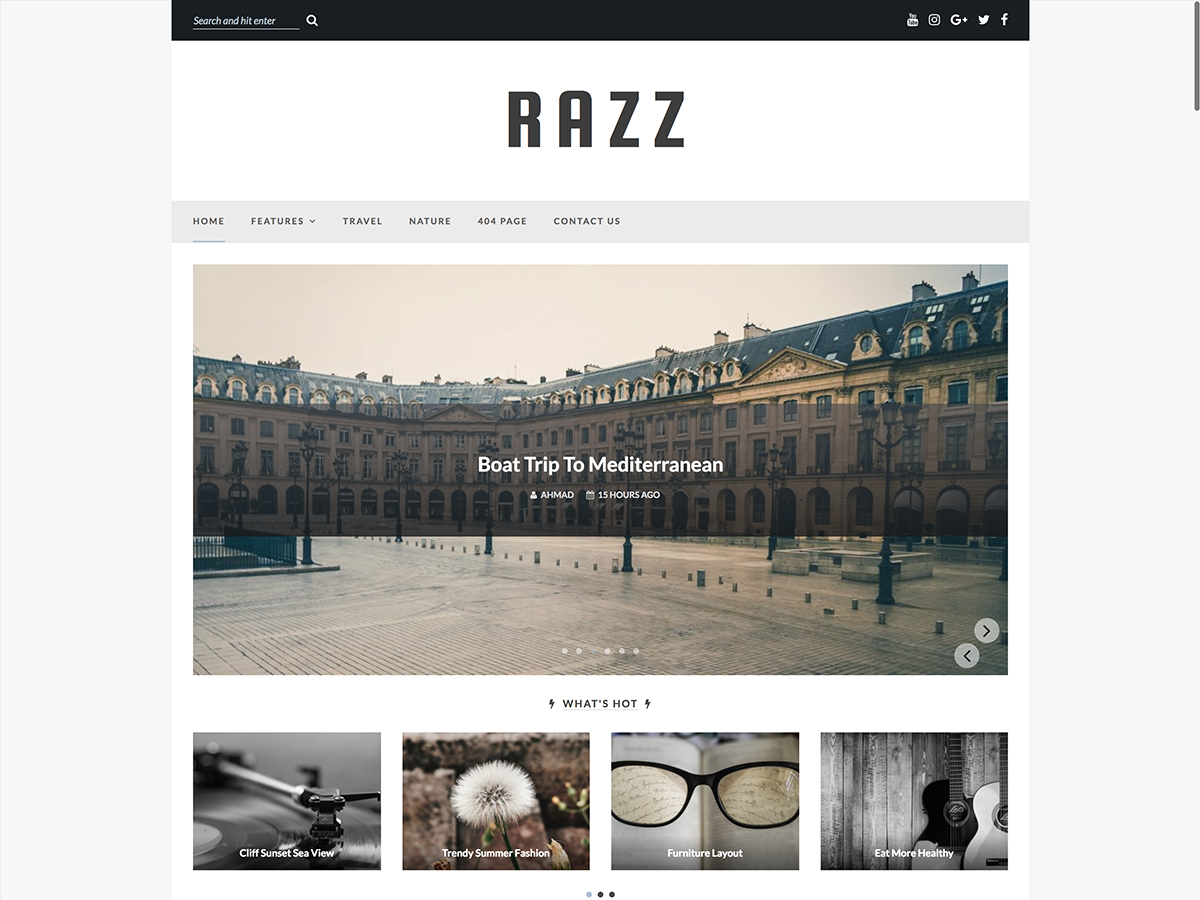 Search and hit enter
RAZZ
HOME FEATURES TRAVEL NATURE 404 PAGE CONTACT US
Boat Trip To Mediterranean
AHMAD 15 HOURS AGO
WHAT'S HOT
Cliff Sunset Sea View Trendy Summer Fashion Furniture Layout Eat More Healthy